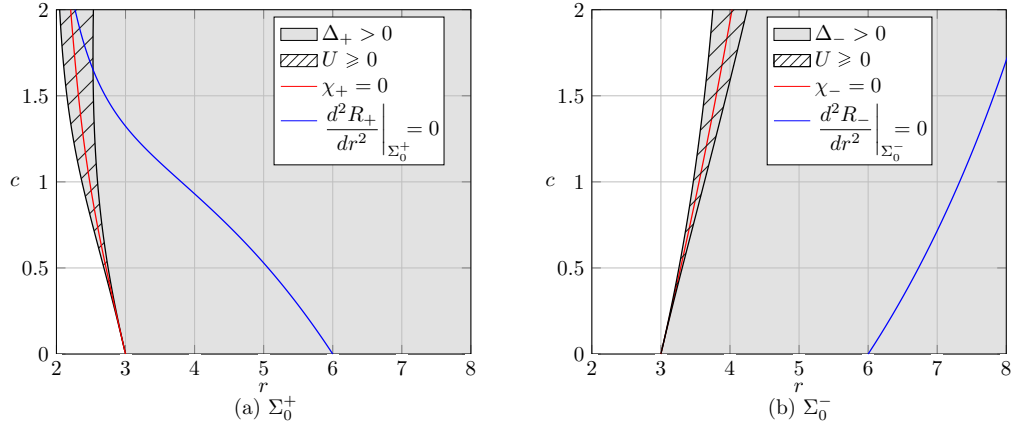 2
1.5
1
0.5
0
c
2 3 4 5 6 7 8
r
Δ₊ > 0
U ⩾ 0
χ₊ = 0
d²R₊/dr²|_Σ₀⁺ = 0
(a) Σ₀⁺
2
1.5
1
0.5
0
c
2 3 4 5 6 7 8
r
Δ₋ > 0
U ⩾ 0
χ₋ = 0
d²R₋/dr²|_Σ₀⁻ = 0
(b) Σ₀⁻